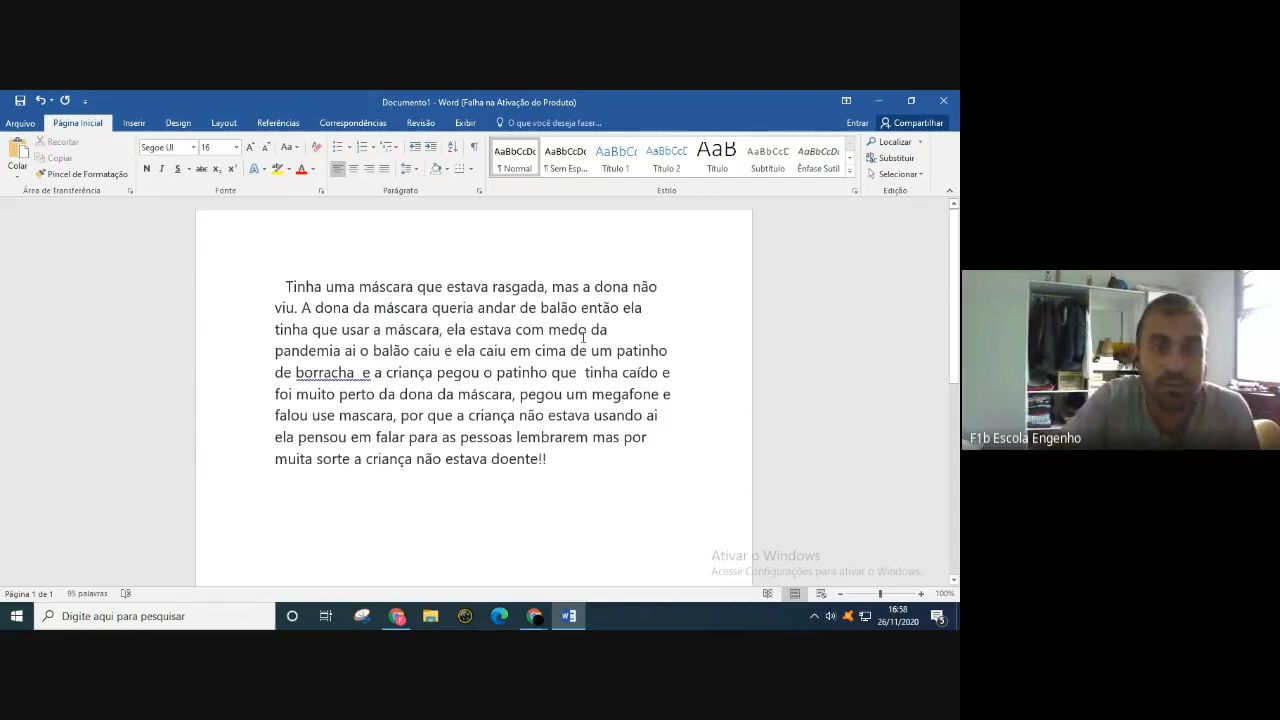 Documento1 - Word (Falha na Ativação do Produto)
Arquivo Página Inicial Inserir Design Layout Referências Correspondências Revisão Exibir O que você deseja fazer... Entrar Compartilhar
Colar
Recortar
Copiar
Pincel de Formatação
Área de Transferência
Segoe UI 16
N I S abc x₂ x²
Fonte
Parágrafo
AaBbCcDc AaBbCcDc AaBbCc AaBbCcE AaB AaBbCcD AaBbCcDt
¶ Normal ¶ Sem Esp... Título 1 Título 2 Título Subtítulo Ênfase Sutil
Estilo
Localizar
Substituir
Selecionar
Edição
Tinha uma máscara que estava rasgada, mas a dona não
viu. A dona da máscara queria andar de balão então ela
tinha que usar a máscara, ela estava com medo da
pandemia ai o balão caiu e ela caiu em cima de um patinho
de borracha e a criança pegou o patinho que tinha caído e
foi muito perto da dona da máscara, pegou um megafone e
falou use mascara, por que a criança não estava usando ai
ela pensou em falar para as pessoas lembrarem mas por
muita sorte a criança não estava doente!!
Ativar o Windows
Acesse Configurações para ativar o Windows.
Página 1 de 1 95 palavras 100%
Digite aqui para pesquisar
16:58
26/11/2020
5
F1b Escola Engenho